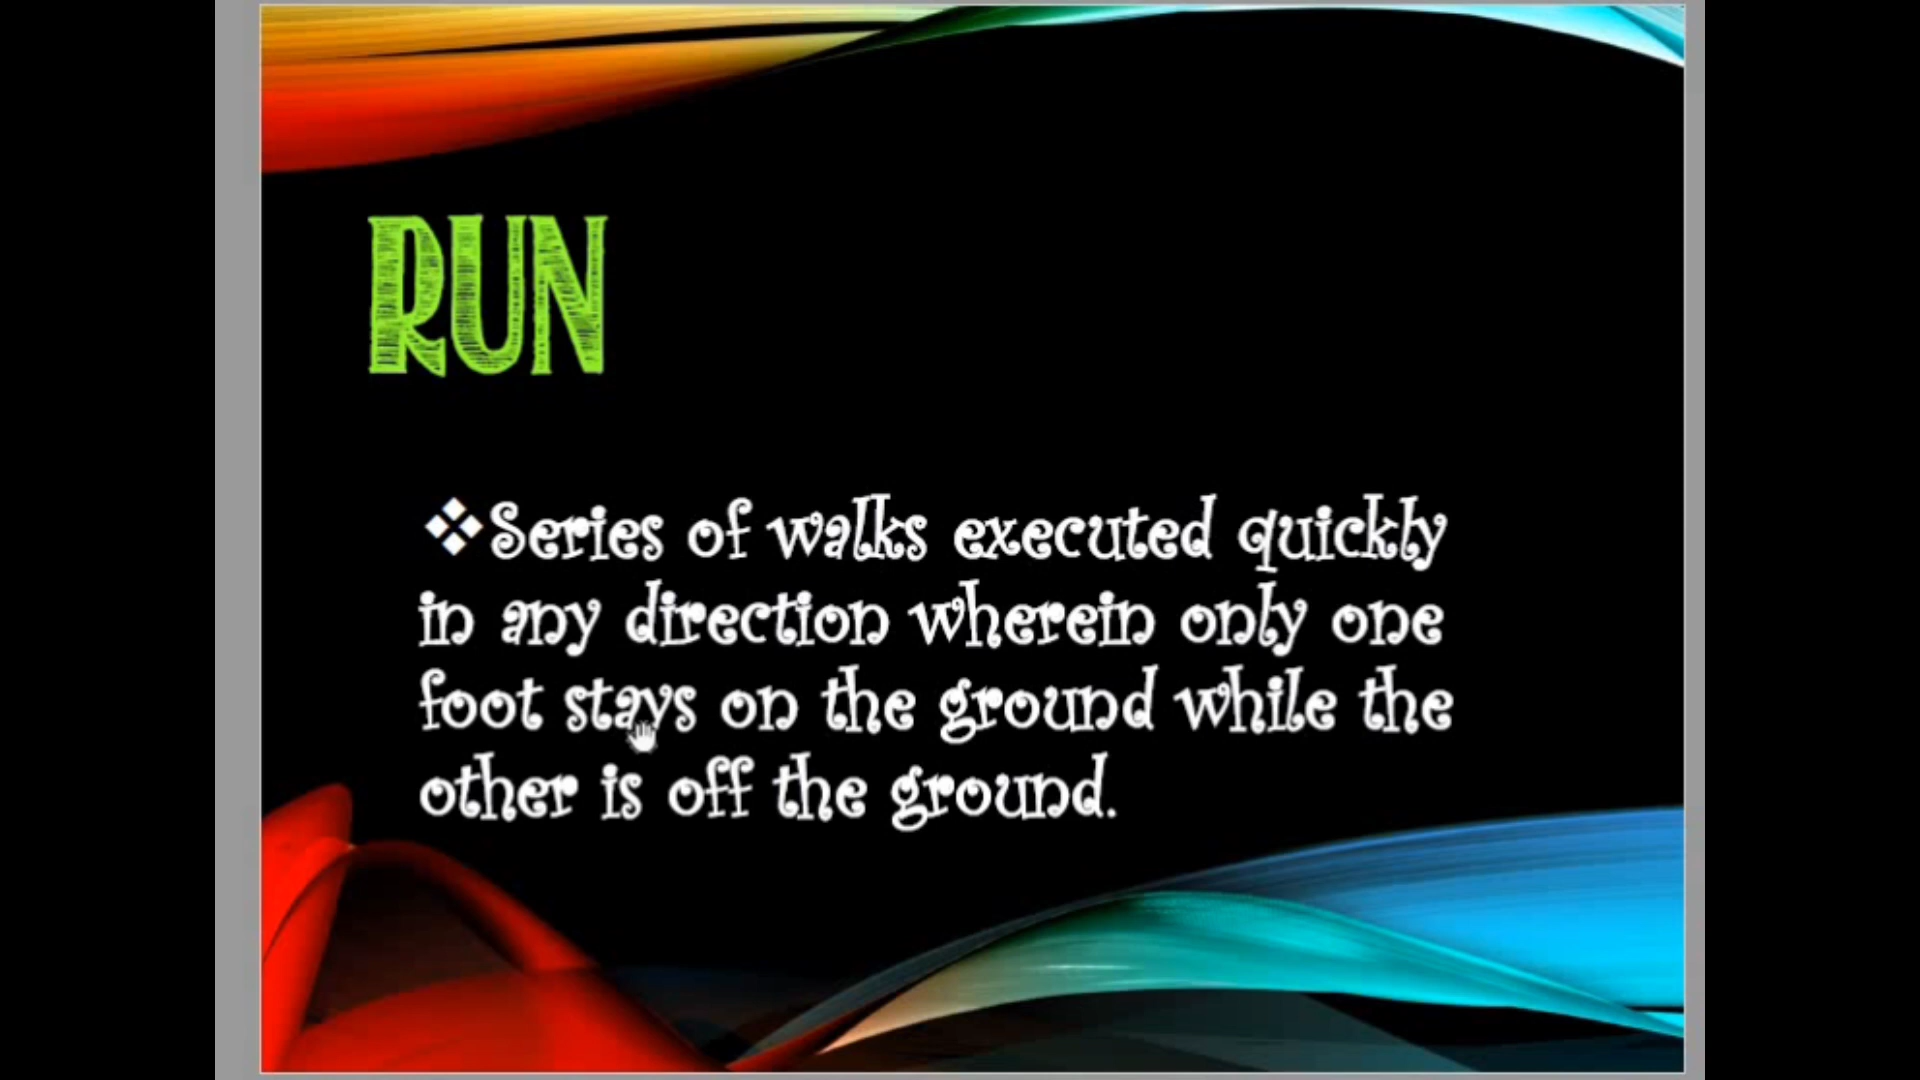 RUN
❖Series of walks executed quickly
in any direction wherein only one
foot stays on the ground while the
other is off the ground.